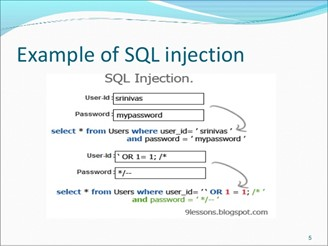 Example of SQL injection
SQL Injection.
User-Id: srinivas
Password: mypassword
select * from Users where user_id= ' srinivas '
and password = ' mypassword '
User-Id: ' OR 1= 1; /*
Password: */--
select * from Users where user_id= ' ' OR 1 = 1; /* '
and password = ' */-- '
9lessons.blogspot.com
5